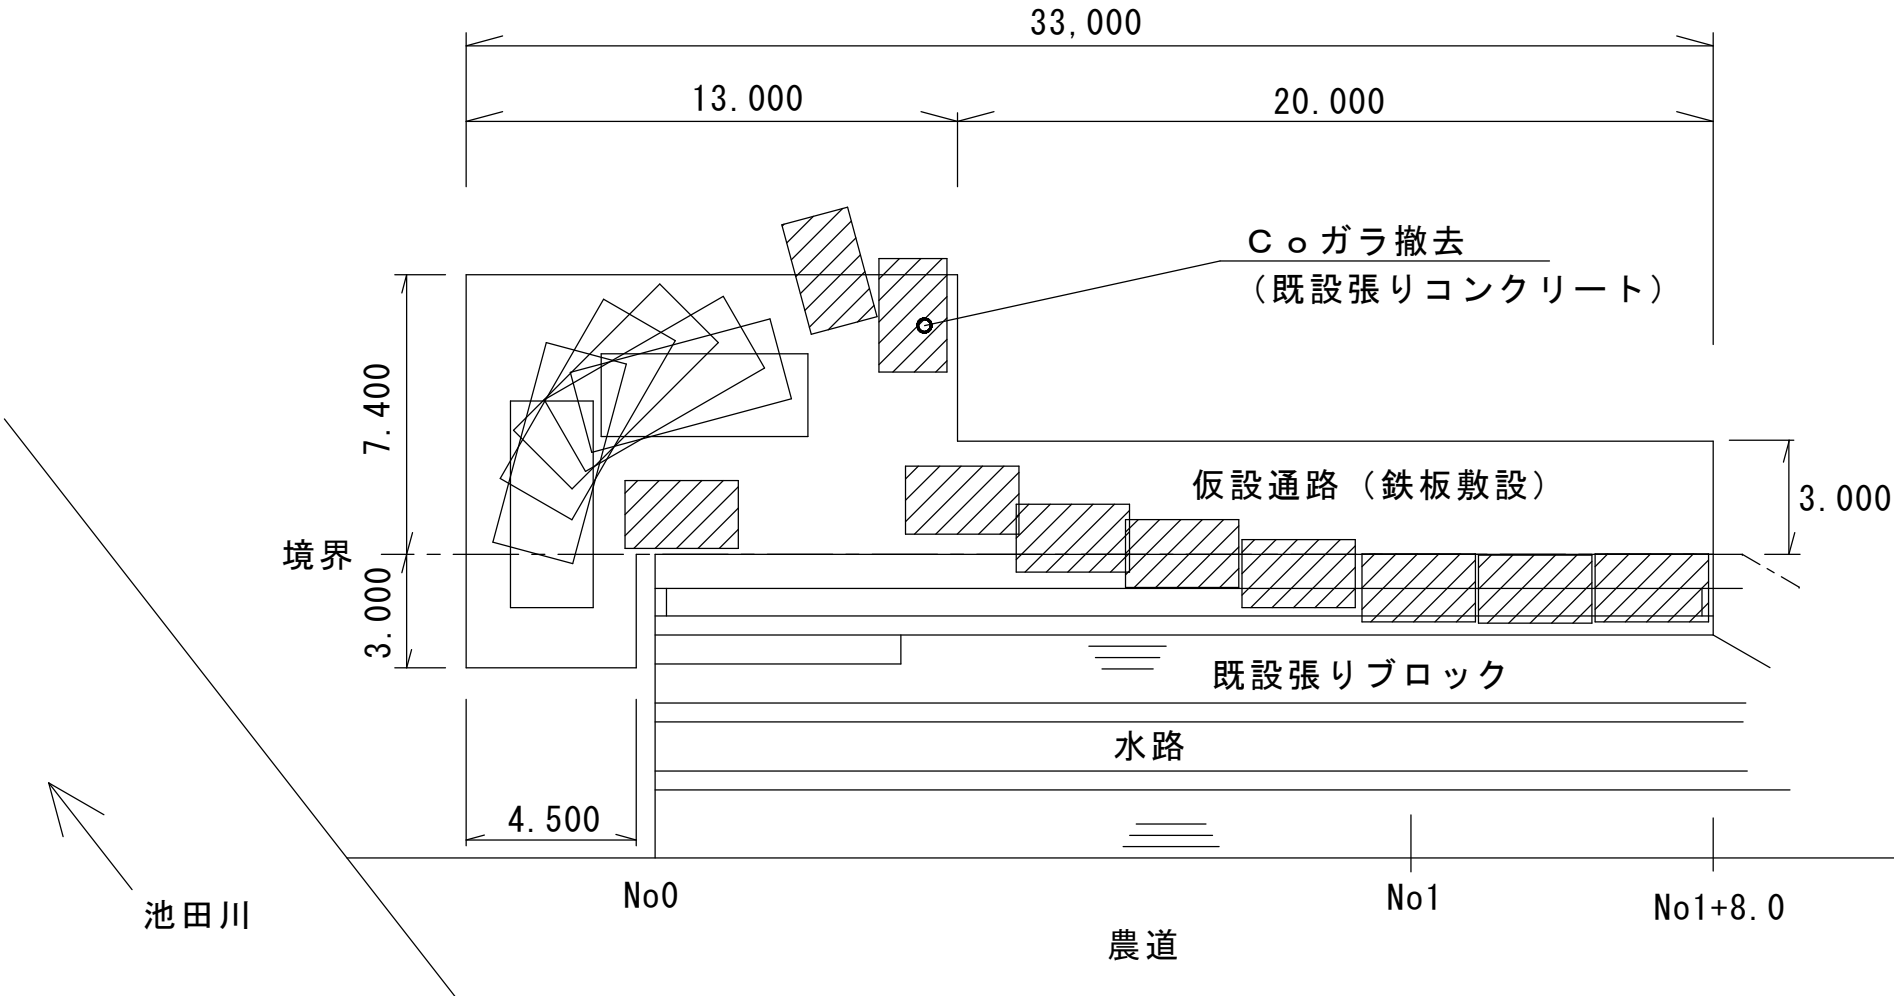 33,000
13.000
20.000
Ｃｏガラ撤去
（既設張りコンクリート）
7.400
仮設通路（鉄板敷設）
3.000
境界
3.000
既設張りブロック
水路
4.500
No0
No1
No1+8.0
池田川
農道